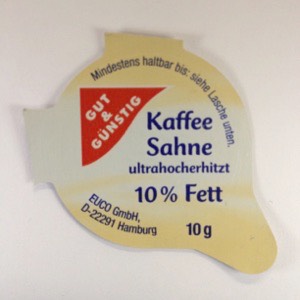 Mindestens haltbar bis: siehe Lasche unten.
GUT
&
GÜNSTIG
Kaffee
Sahne
ultrahocherhitzt
10 % Fett
EUCO GmbH,
D-22291 Hamburg
10 g